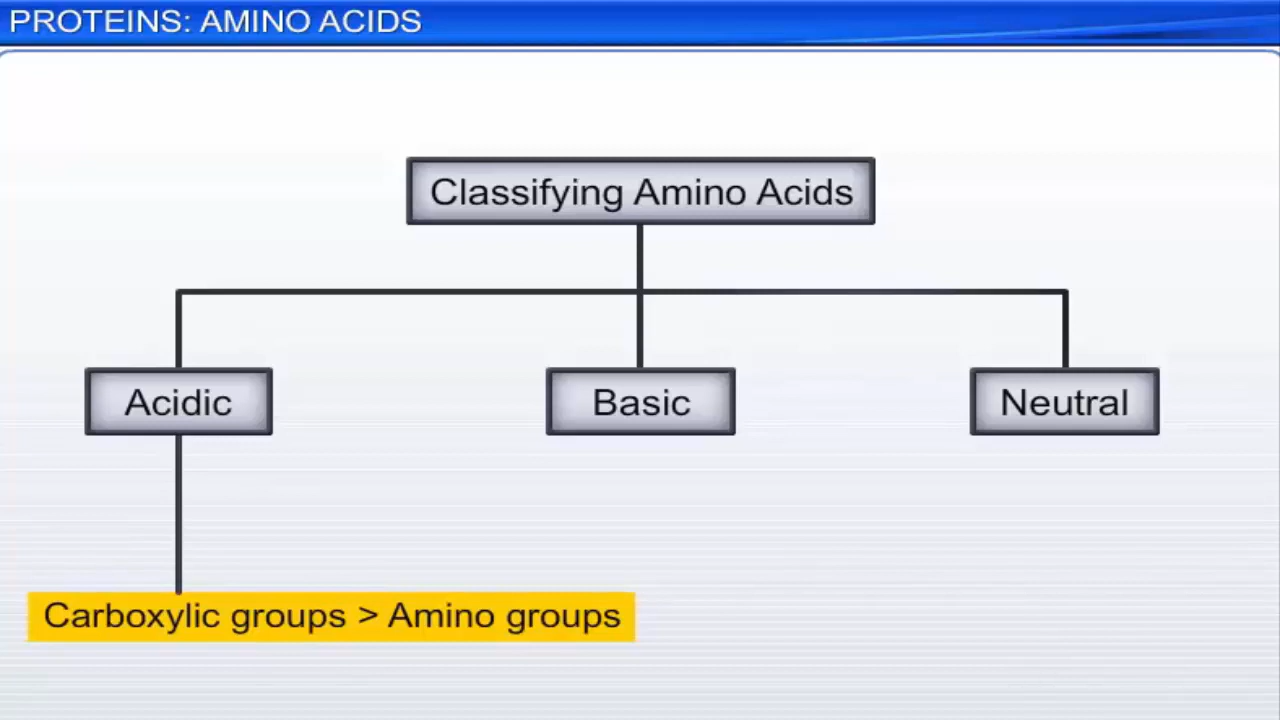 PROTEINS: AMINO ACIDS
Classifying Amino Acids
Acidic
Basic
Neutral
Carboxylic groups > Amino groups